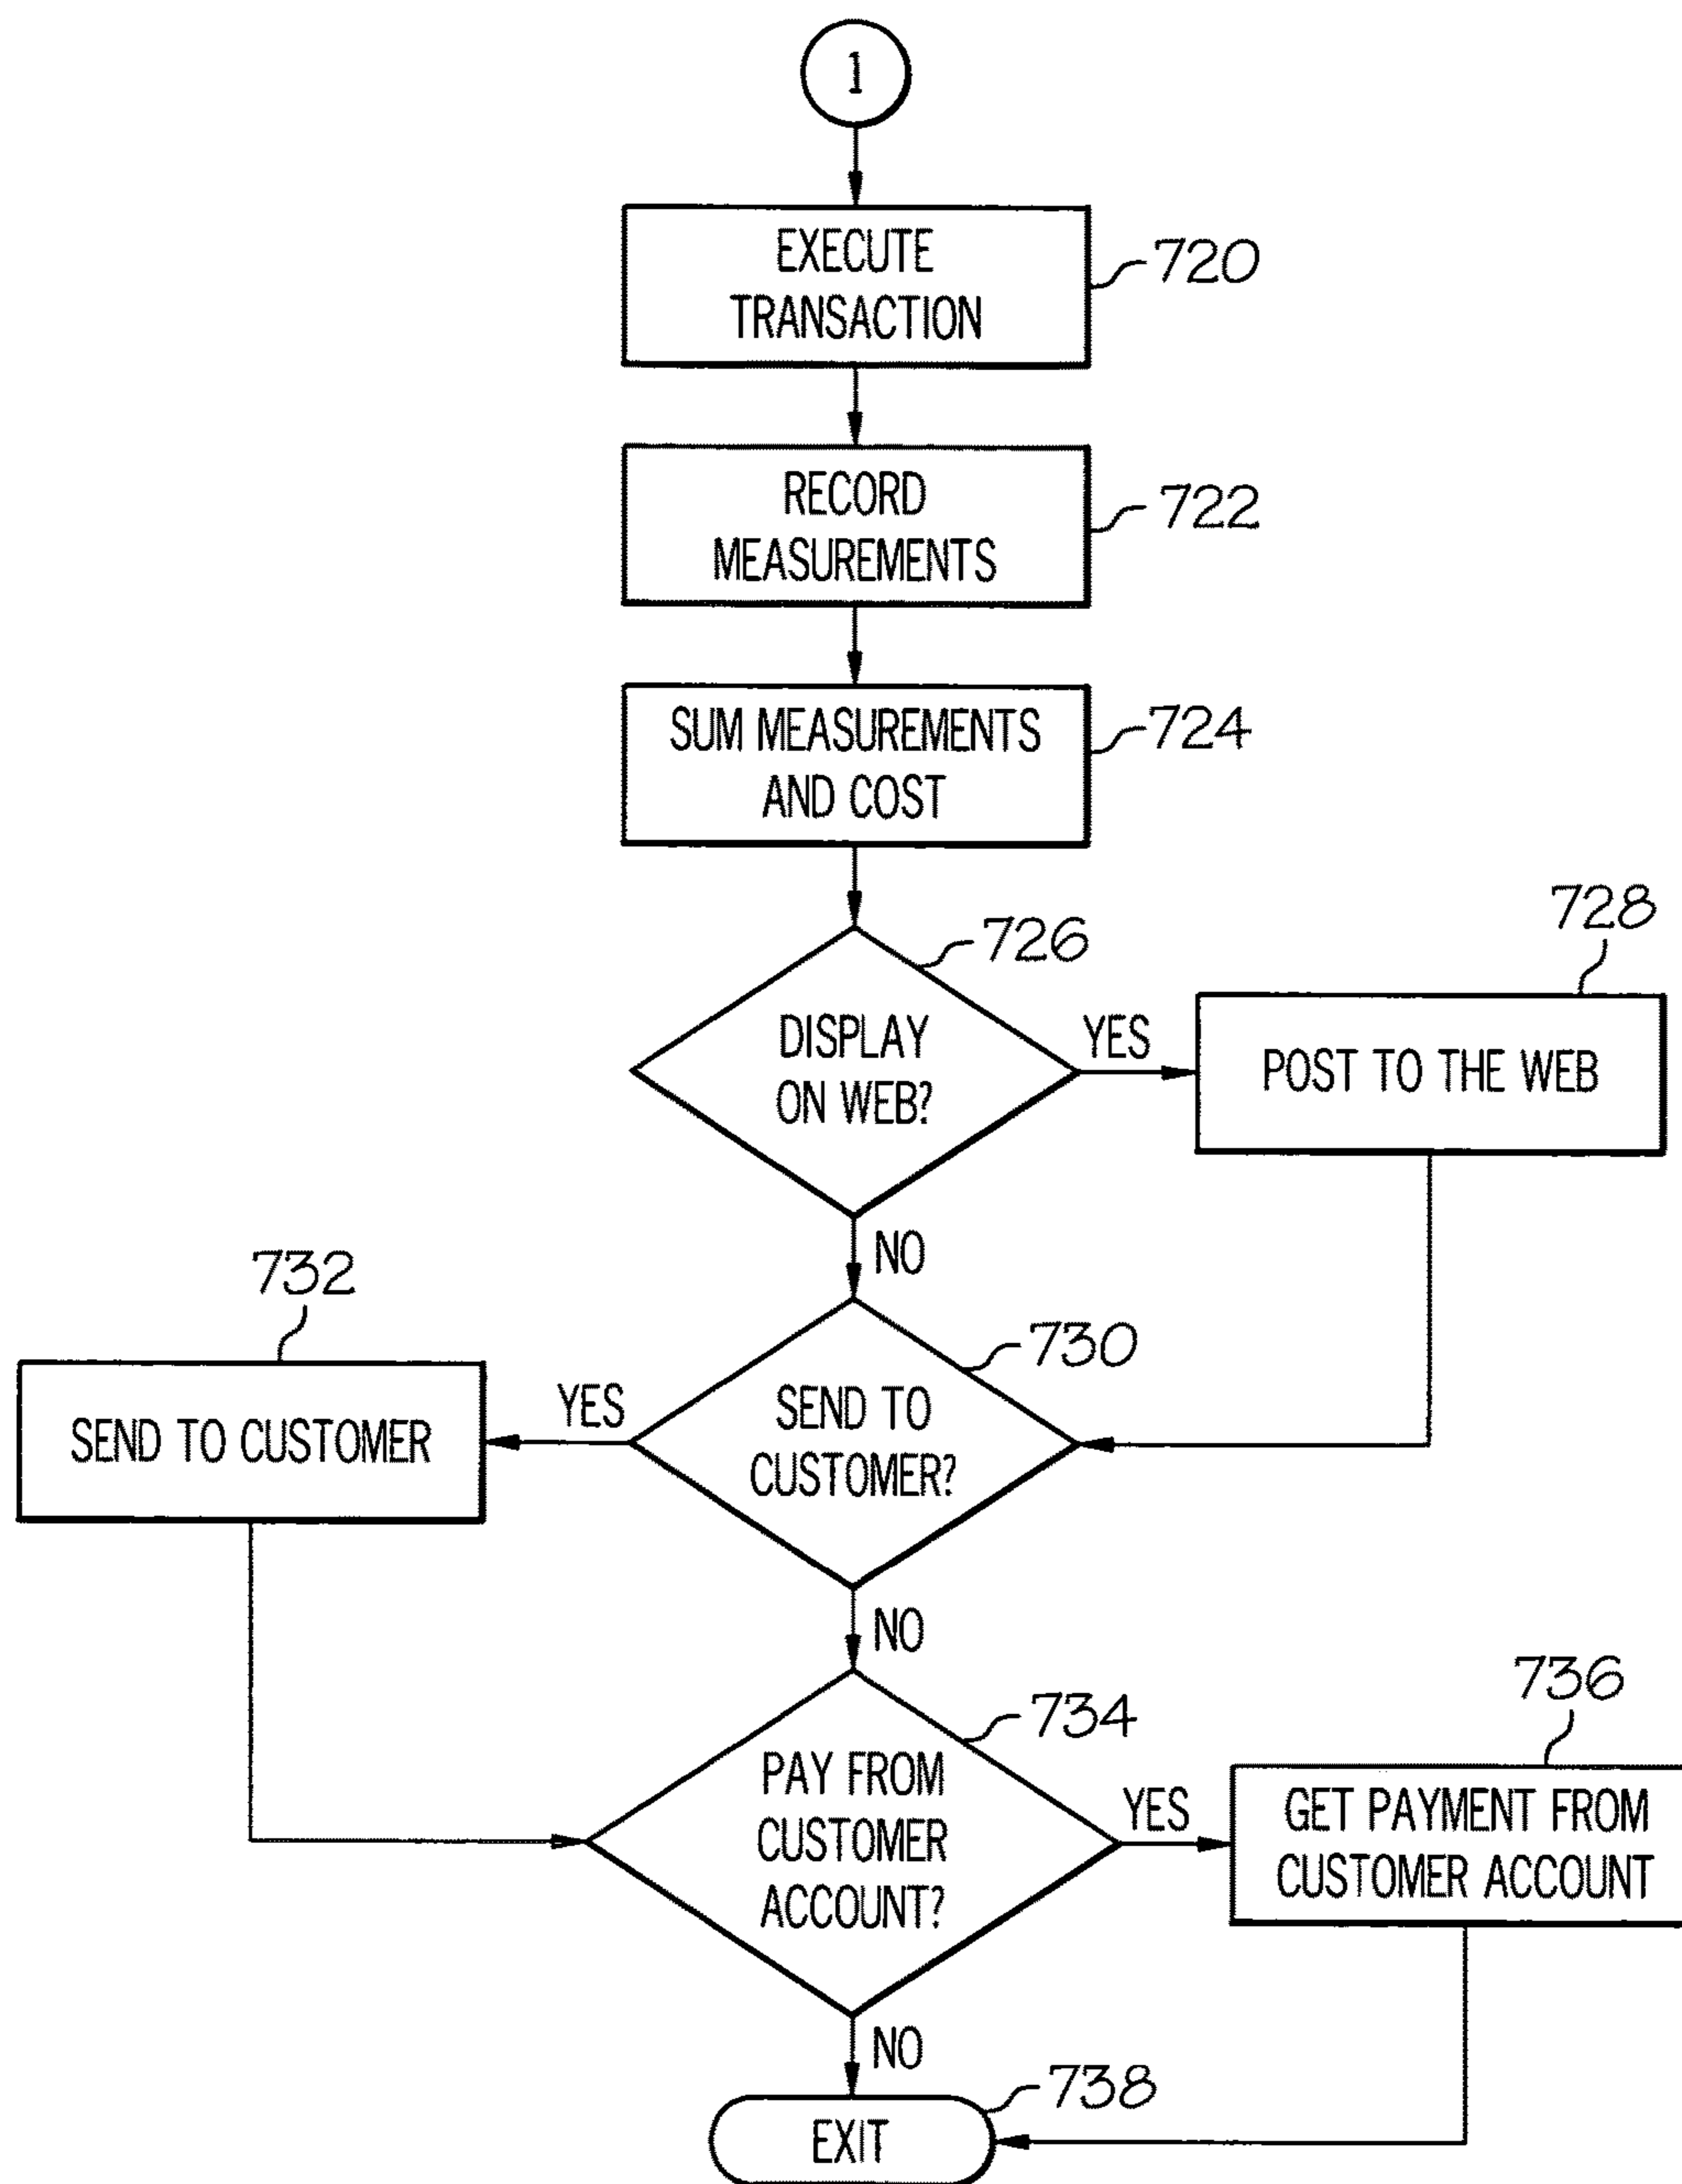 1
EXECUTE
TRANSACTION
720
RECORD
MEASUREMENTS
722
SUM MEASUREMENTS
AND COST
724
726
DISPLAY
ON WEB?
YES
728
POST TO THE WEB
NO
730
SEND TO
CUSTOMER?
YES
732
SEND TO CUSTOMER
NO
734
PAY FROM
CUSTOMER
ACCOUNT?
YES
736
GET PAYMENT FROM
CUSTOMER ACCOUNT
NO
738
EXIT